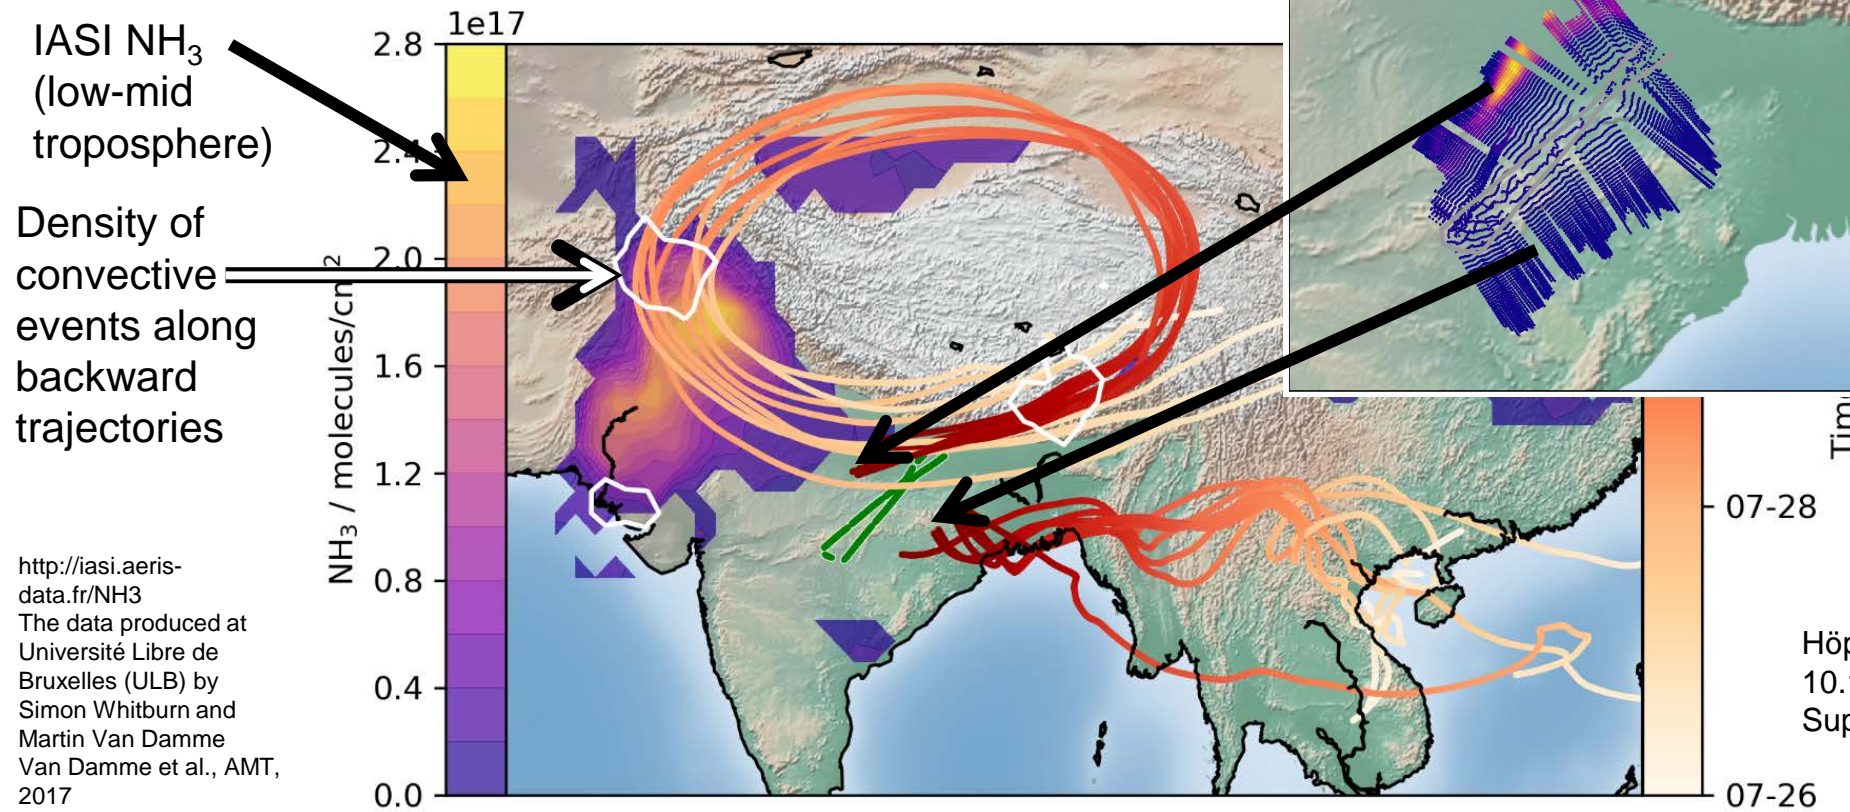 IASI NH₃
(low-mid
troposphere)
Density of
convective
events along
backward
trajectories
http://iasi.aeris-
data.fr/NH3
The data produced at
Université Libre de
Bruxelles (ULB) by
Simon Whitburn and
Martin Van Damme
Van Damme et al., AMT,
2017
1e17
2.8
2.4
2.0
1.6
1.2
0.8
0.4
0.0
NH₃ / molecules/cm²
07-28
07-26